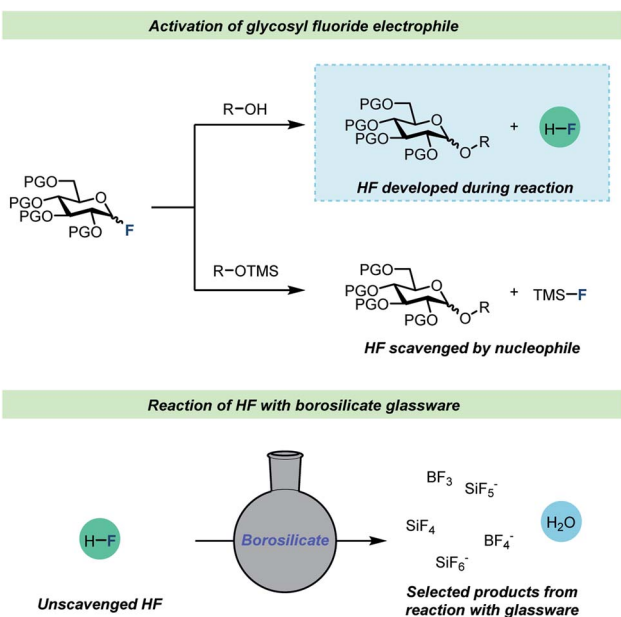 Activation of glycosyl fluoride electrophile
PGO
PGO
PGO
PGO
O
F
R–OH
PGO
PGO
PGO
PGO
O
O
R
+
H–F
HF developed during reaction
R–OTMS
PGO
PGO
PGO
PGO
O
O
R
+
TMS–F
HF scavenged by nucleophile
Reaction of HF with borosilicate glassware
H–F
Unscavenged HF
Borosilicate
BF3
SiF5-
SiF4
BF4-
SiF6-
H2O
Selected products from
reaction with glassware